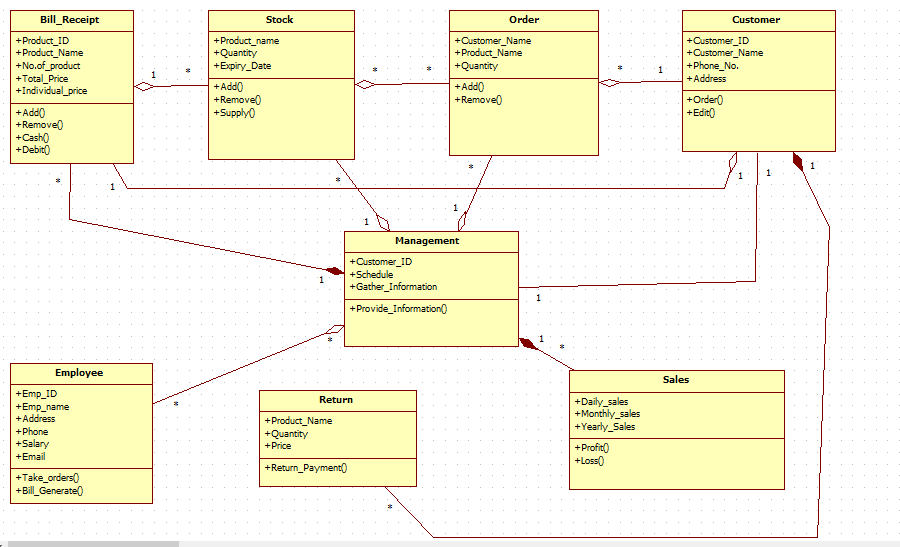 Bill_Receipt
+Product_ID
+Product_Name
+No.of_product
+Total_Price
+Individual_price
+Add()
+Remove()
+Cash()
+Debit()
1
*
Stock
+Product_name
+Quantity
+Expiry_Date
+Add()
+Remove()
+Supply()
*
*
Order
+Customer_Name
+Product_Name
+Quantity
+Add()
+Remove()
*
1
Customer
+Customer_ID
+Customer_Name
+Phone_No.
+Address
+Order()
+Edit()
*
1
*
*
1
1
1
1
1
Management
+Customer_ID
+Schedule
+Gather_Information
+Provide_Information()
1
1
*
*
1
*
Employee
+Emp_ID
+Emp_name
+Address
+Phone
+Salary
+Email
+Take_orders()
+Bill_Generate()
Return
+Product_Name
+Quantity
+Price
+Return_Payment()
*
Sales
+Daily_sales
+Monthly_sales
+Yearly_Sales
+Profit()
+Loss()